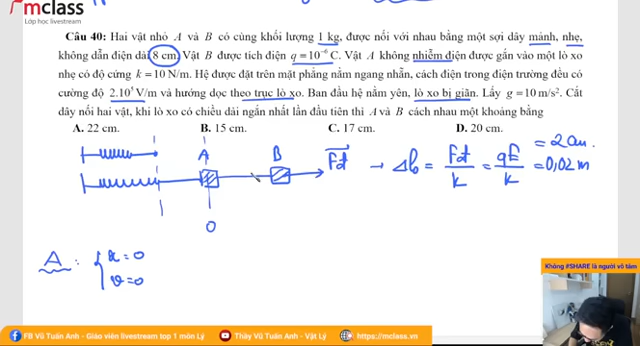 mclass
Lớp học livestream
Câu 40: Hai vật nhỏ A và B có cùng khối lượng 1 kg, được nối với nhau bằng một sợi dây mảnh, nhẹ,
không dẫn điện dài 8 cm. Vật B được tích điện q = 10⁻⁶ C. Vật A không nhiễm điện được gắn vào một lò xo
nhẹ có độ cứng k = 10 N/m. Hệ được đặt trên mặt phẳng nằm ngang nhẵn, cách điện trong điện trường đều có
cường độ 2.10⁵ V/m và hướng dọc theo trục lò xo. Ban đầu hệ nằm yên, lò xo bị giãn. Lấy g = 10 m/s². Cắt
dây nối hai vật, khi lò xo có chiều dài ngắn nhất lần đầu tiên thì A và B cách nhau một khoảng bằng
A. 22 cm. B. 15 cm. C. 17 cm. D. 20 cm.
= 2 cm.
A B Fđ → Δl = Fđ/k = qE/k = 0,02 m
O
A : { x = 0
v = 0
Không #SHARE là người vô tâm
FB Vũ Tuấn Anh - Giáo viên livestream top 1 môn Lý Thầy Vũ Tuấn Anh - Vật Lý https://mclass.vn